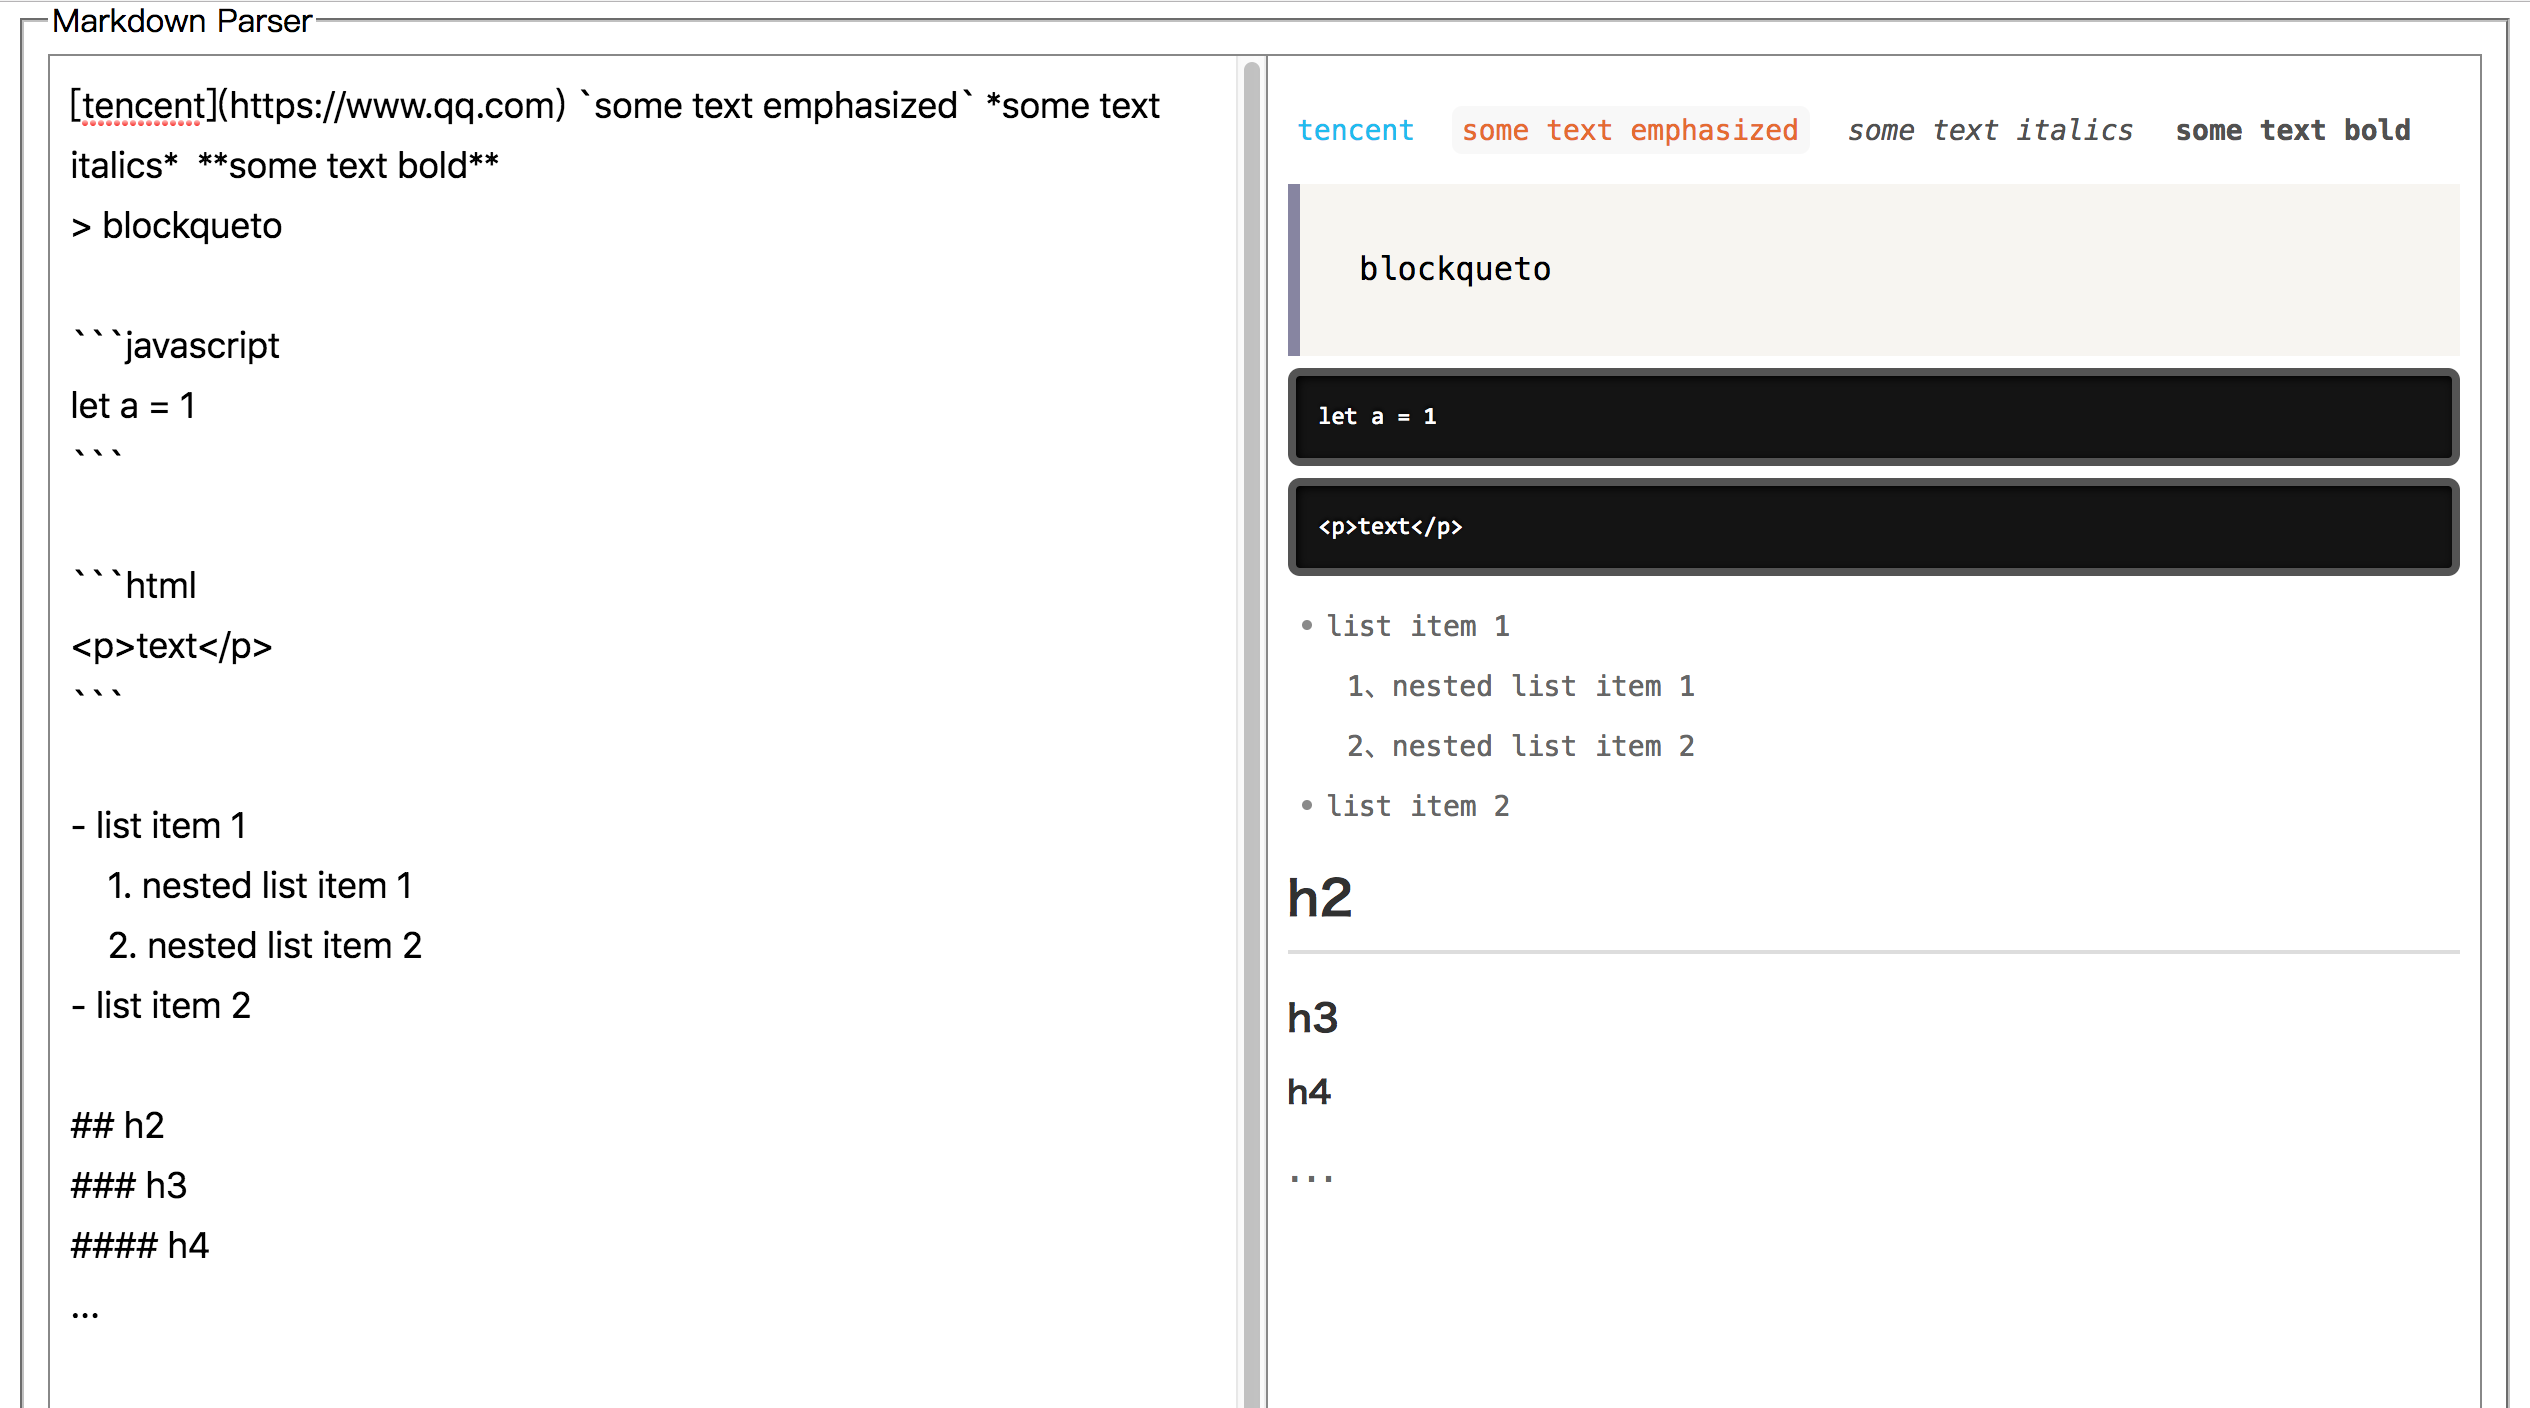 Markdown Parser
[tencent](https://www.qq.com) `some text emphasized` *some text
italics*  **some text bold**
> blockqueto
```javascript
let a = 1
```
```html
<p>text</p>
```
- list item 1
    1. nested list item 1
    2. nested list item 2
- list item 2
## h2
### h3
#### h4
...
tencent some text emphasized some text italics some text bold
blockqueto
let a = 1
<p>text</p>
• list item 1
1、nested list item 1
2、nested list item 2
• list item 2
h2
h3
h4
...